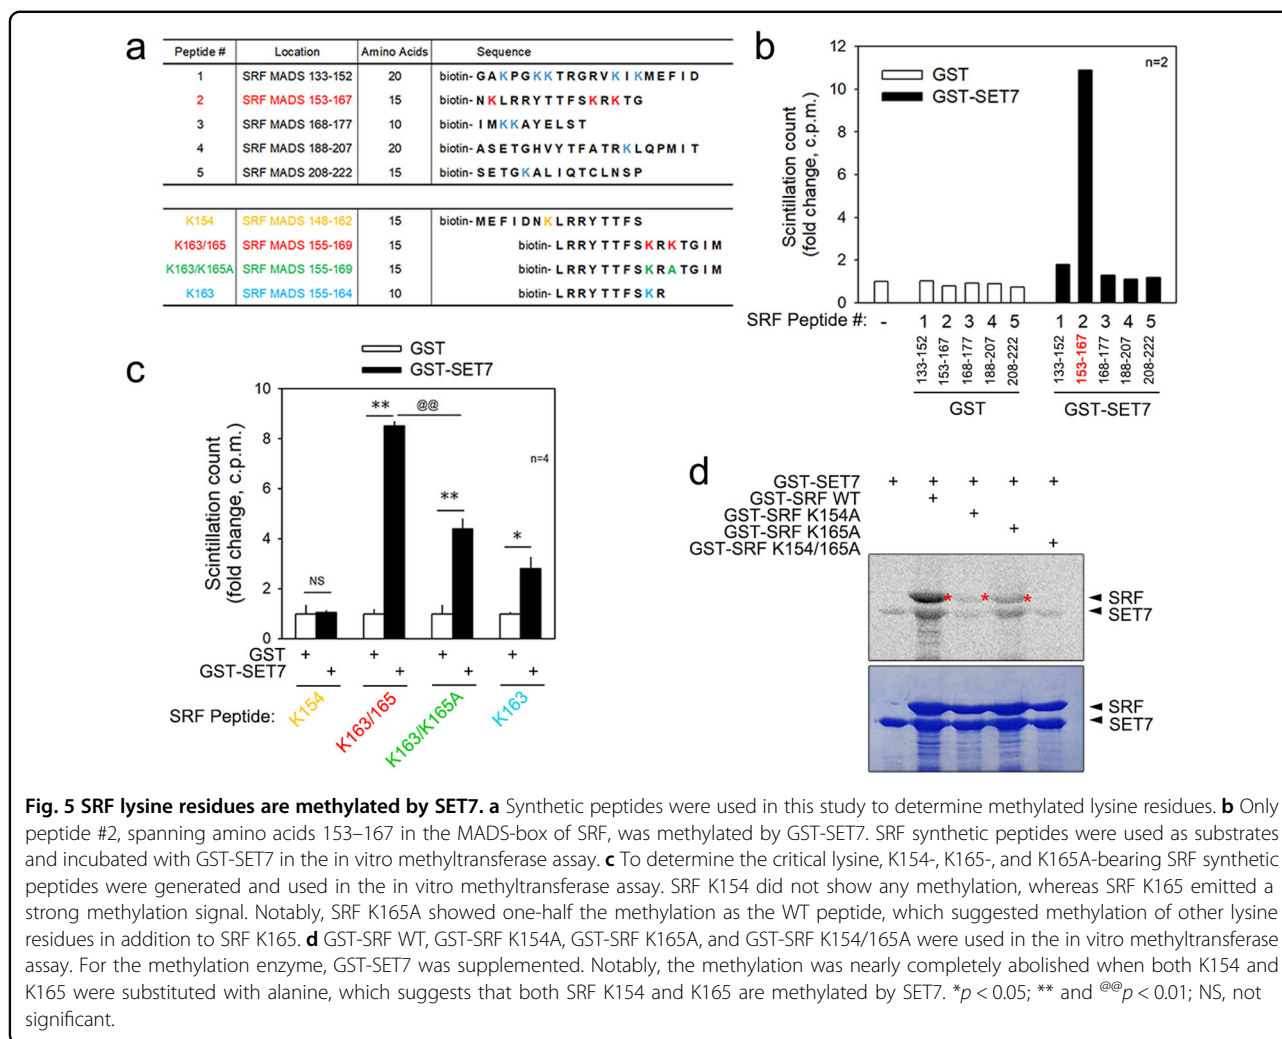 a
Peptide # Location Amino Acids Sequence
1 SRF MADS 133-152 20 biotin- G A K P G K K T R G R V K I K M E F I D
2 SRF MADS 153-167 15 biotin- N K L R R Y T T F S K R K T G
3 SRF MADS 168-177 10 biotin- I M K K A Y E L S T
4 SRF MADS 188-207 20 biotin- A S E T G H V Y T F A T R K L Q P M I T
5 SRF MADS 208-222 15 biotin- S E T G K A L I Q T C L N S P
K154 SRF MADS 148-162 15 biotin- M E F I D N K L R R Y T T F S
K163/165 SRF MADS 155-169 15 biotin- L R R Y T T F S K R K T G I M
K163/K165A SRF MADS 155-169 15 biotin- L R R Y T T F S K R A T G I M
K163 SRF MADS 155-164 10 biotin- L R R Y T T F S K R
b
n=2
GST
GST-SET7
Scintillation count
(fold change, c.p.m.)
12
10
8
6
4
2
0
SRF Peptide #: - 1 2 3 4 5 1 2 3 4 5
133-152 153-167 168-177 188-207 208-222 133-152 153-167 168-177 188-207 208-222
GST GST-SET7
c
GST
GST-SET7
Scintillation count
(fold change, c.p.m.)
10
8
6
4
2
0
NS ** @@ ** *
n=4
GST + + + +
GST-SET7 + + + +
SRF Peptide: K154 K163/165 K163/K165A K163
d
GST-SET7 + + + + +
GST-SRF WT +
GST-SRF K154A +
GST-SRF K165A +
GST-SRF K154/165A +
* * *
SRF
SET7
SRF
SET7
Fig. 5 SRF lysine residues are methylated by SET7. a Synthetic peptides were used in this study to determine methylated lysine residues. b Only
peptide #2, spanning amino acids 153–167 in the MADS-box of SRF, was methylated by GST-SET7. SRF synthetic peptides were used as substrates
and incubated with GST-SET7 in the in vitro methyltransferase assay. c To determine the critical lysine, K154-, K165-, and K165A-bearing SRF synthetic
peptides were generated and used in the in vitro methyltransferase assay. SRF K154 did not show any methylation, whereas SRF K165 emitted a
strong methylation signal. Notably, SRF K165A showed one-half the methylation as the WT peptide, which suggested methylation of other lysine
residues in addition to SRF K165. d GST-SRF WT, GST-SRF K154A, GST-SRF K165A, and GST-SRF K154/165A were used in the in vitro methyltransferase
assay. For the methylation enzyme, GST-SET7 was supplemented. Notably, the methylation was nearly completely abolished when both K154 and
K165 were substituted with alanine, which suggests that both SRF K154 and K165 are methylated by SET7. *p < 0.05; ** and @@p < 0.01; NS, not
significant.